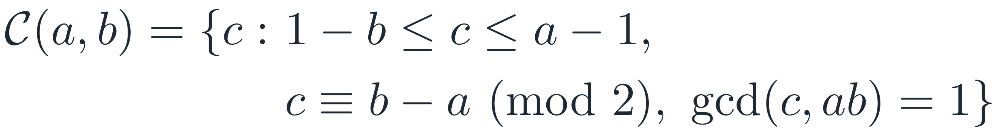 𝒞(a, b) = {c : 1 − b ≤ c ≤ a − 1,
c ≡ b − a (mod 2), gcd(c, ab) = 1}